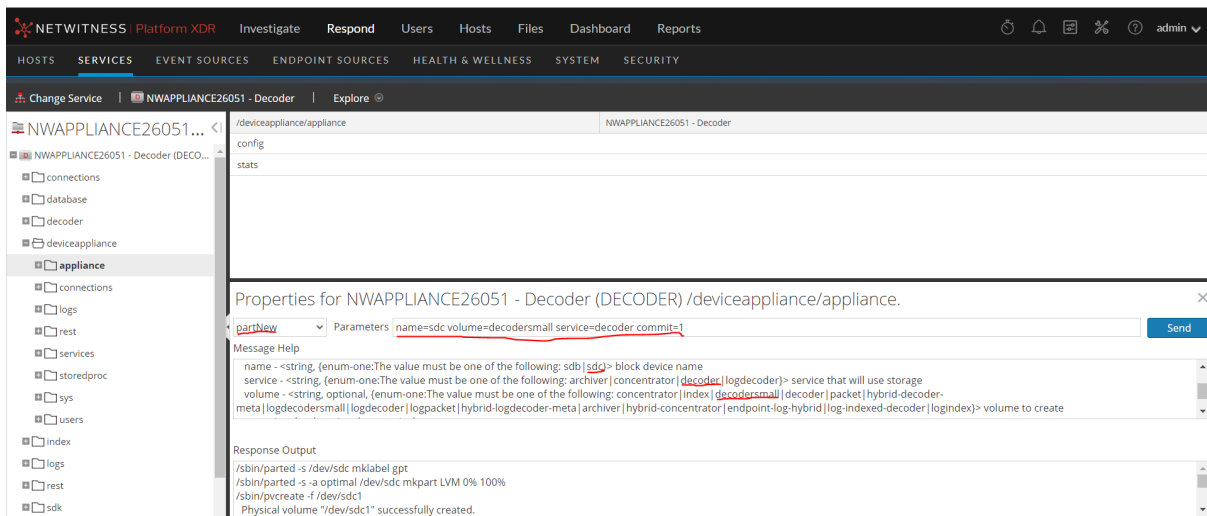 NETWITNESS Platform XDR Investigate Respond Users Hosts Files Dashboard Reports admin
HOSTS SERVICES EVENT SOURCES ENDPOINT SOURCES HEALTH & WELLNESS SYSTEM SECURITY
Change Service NWAPPLIANCE26051 - Decoder Explore
NWAPPLIANCE26051...
NWAPPLIANCE26051 - Decoder (DECO...
connections
database
decoder
deviceappliance
appliance
connections
logs
rest
services
storedproc
sys
users
index
logs
rest
sdk
/deviceappliance/appliance NWAPPLIANCE26051 - Decoder
config
stats
Properties for NWAPPLIANCE26051 - Decoder (DECODER) /deviceappliance/appliance.
partNew Parameters name=sdc volume=decodersmall service=decoder commit=1 Send
Message Help
name - <string, {enum-one:The value must be one of the following: sdb|sdc}> block device name
service - <string, {enum-one:The value must be one of the following: archiver|concentrator|decoder|logdecoder}> service that will use storage
volume - <string, optional, {enum-one:The value must be one of the following: concentrator|index|decodersmall|decoder|packet|hybrid-decoder-
meta|logdecodersmall|logdecoder|logpacket|hybrid-logdecoder-meta|archiver|hybrid-concentrator|endpoint-log-hybrid|log-indexed-decoder|logindex}> volume to create
Response Output
/sbin/parted -s /dev/sdc mklabel gpt
/sbin/parted -s -a optimal /dev/sdc mkpart LVM 0% 100%
/sbin/pvcreate -f /dev/sdc1
Physical volume "/dev/sdc1" successfully created.